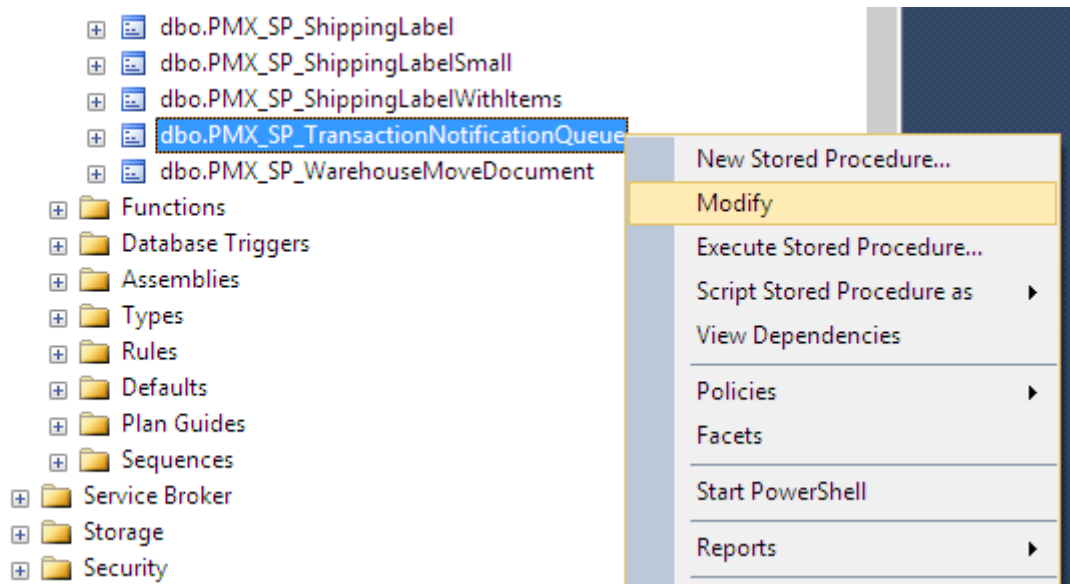 dbo.PMX_SP_ShippingLabel
dbo.PMX_SP_ShippingLabelSmall
dbo.PMX_SP_ShippingLabelWithItems
dbo.PMX_SP_TransactionNotificationQueue
dbo.PMX_SP_WarehouseMoveDocument
Functions
Database Triggers
Assemblies
Types
Rules
Defaults
Plan Guides
Sequences
Service Broker
Storage
Security
New Stored Procedure...
Modify
Execute Stored Procedure...
Script Stored Procedure as
View Dependencies
Policies
Facets
Start PowerShell
Reports